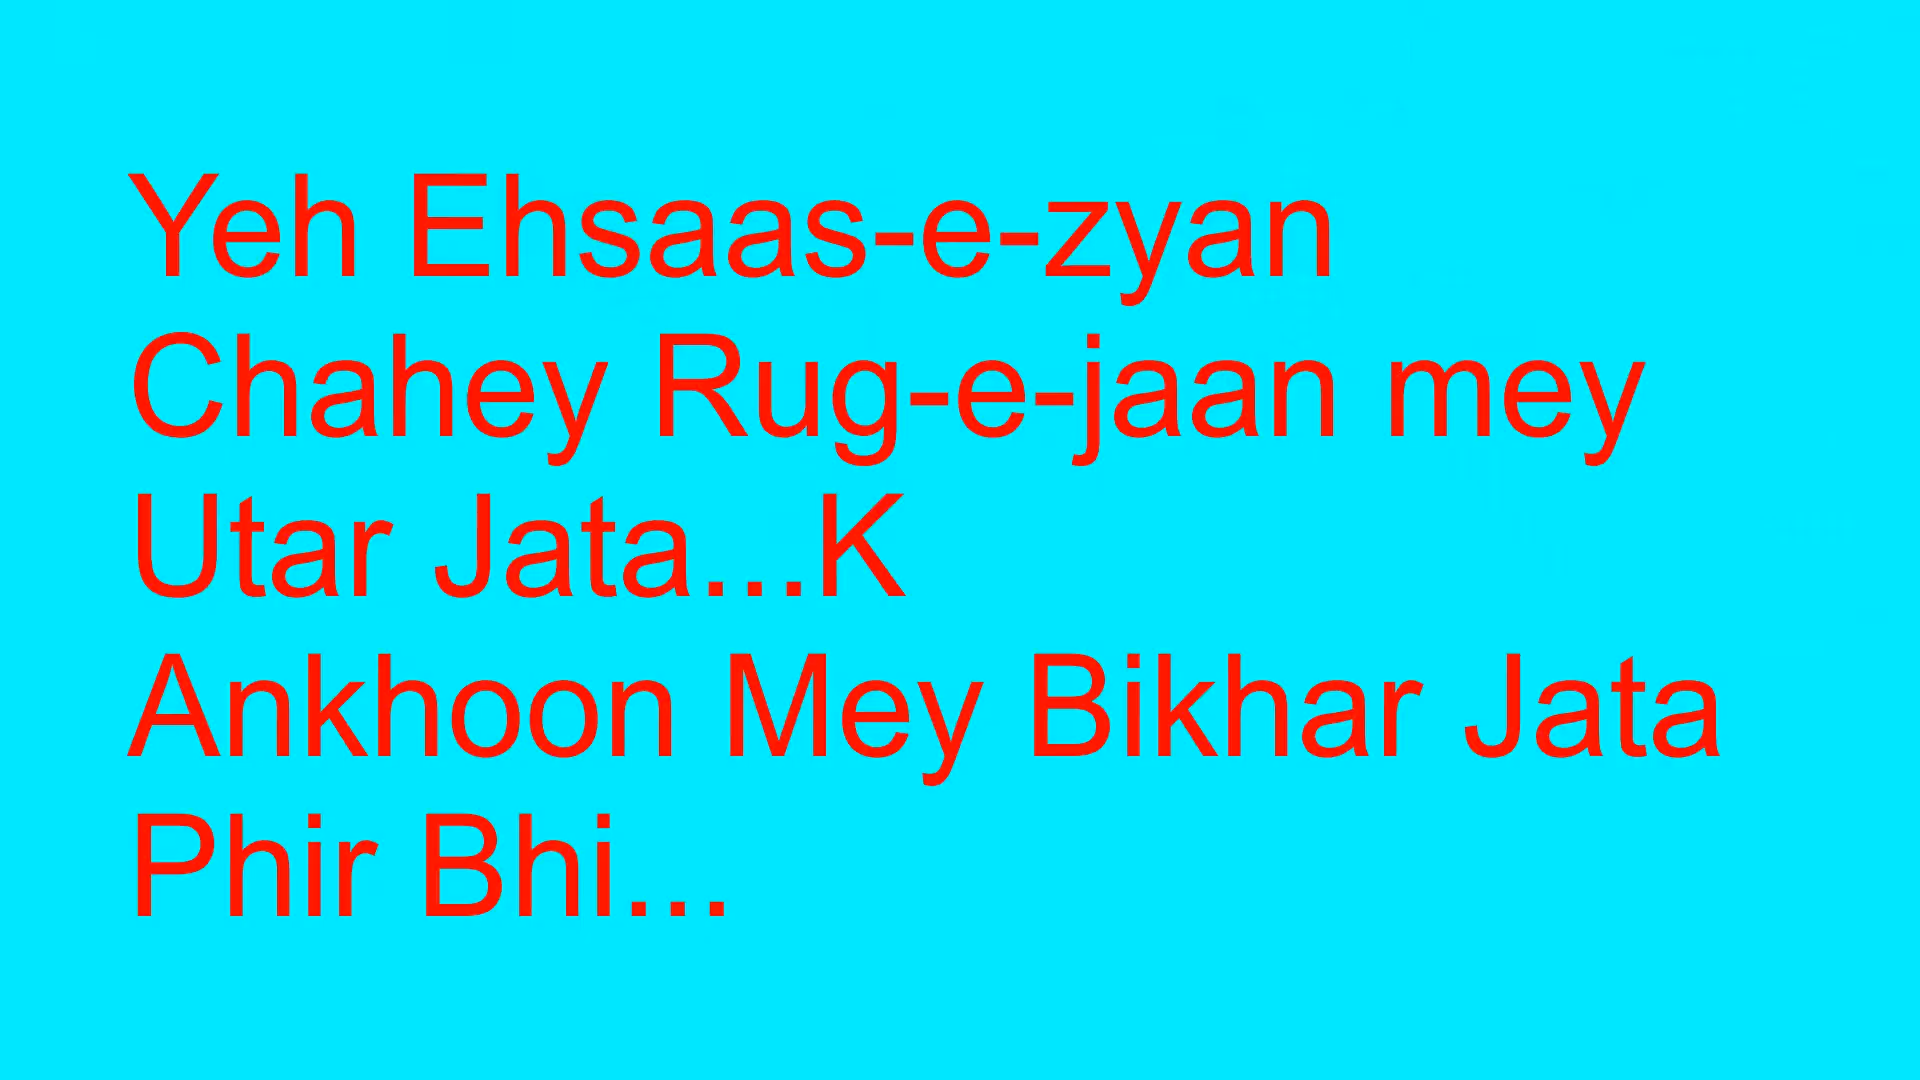 Yeh Ehsaas-e-zyan
Chahey Rug-e-jaan mey
Utar Jata...K
Ankhoon Mey Bikhar Jata
Phir Bhi...